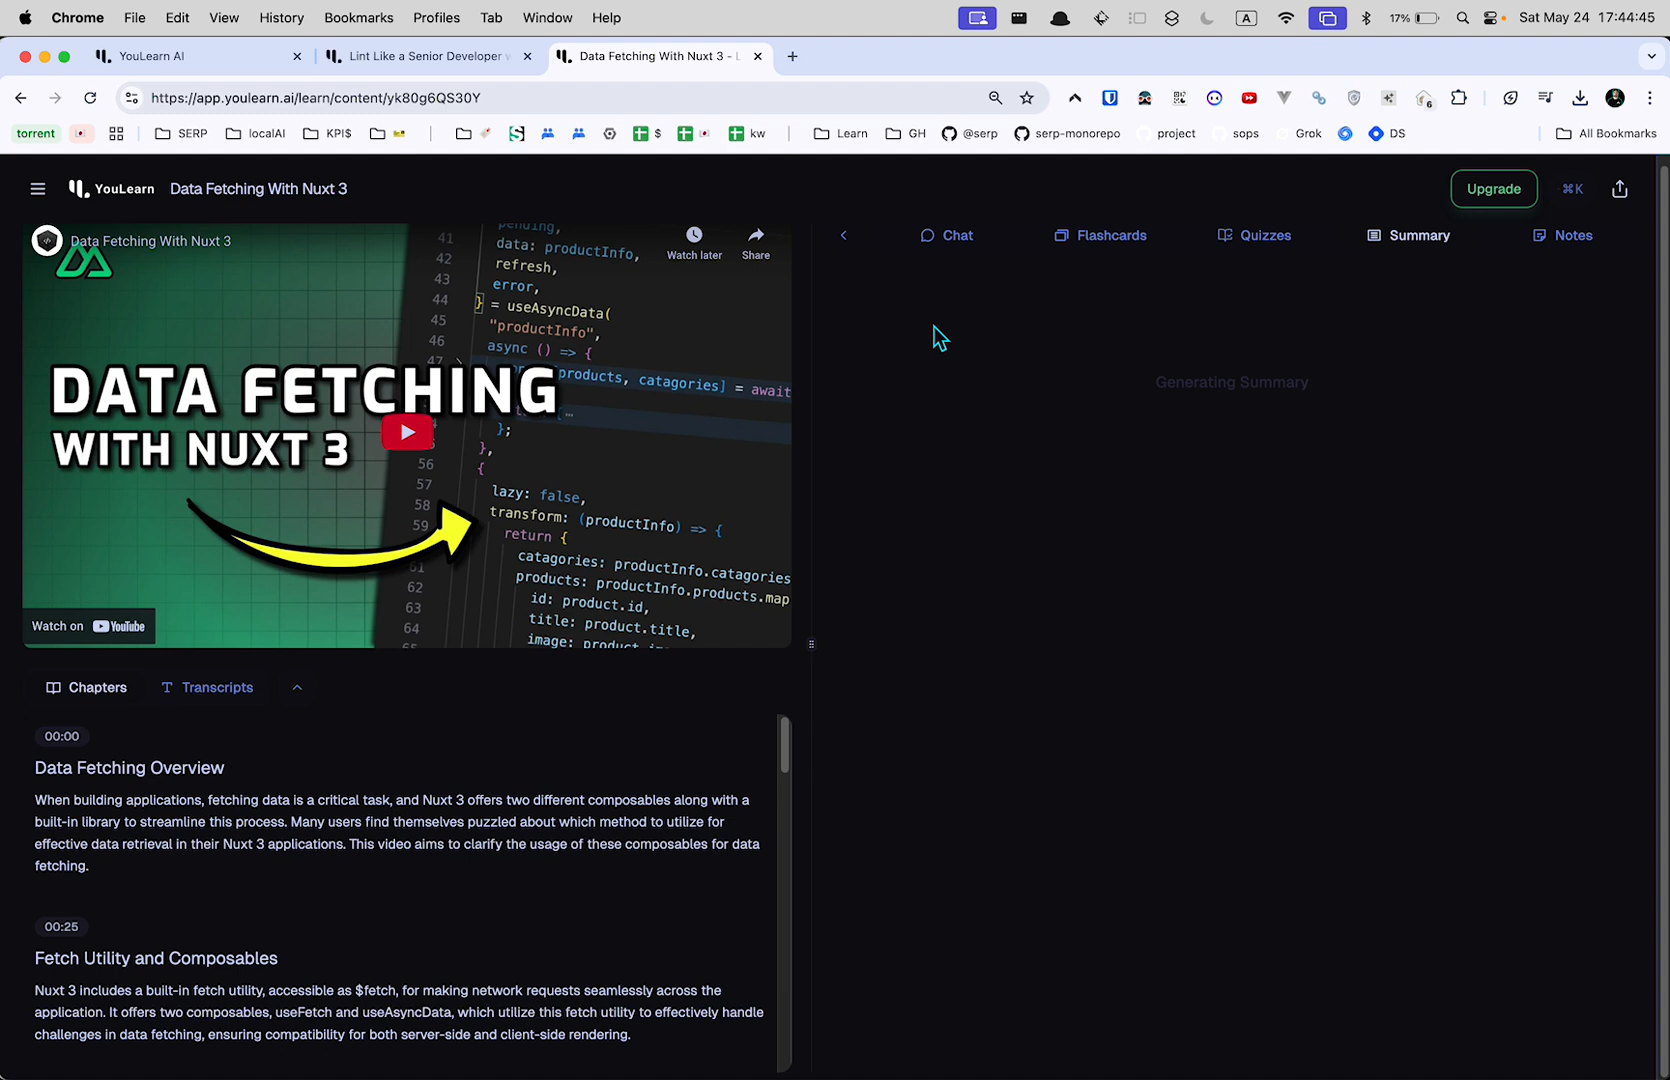 Chrome File Edit View History Bookmarks Profiles Tab Window Help
A 17% Sat May 24 17:44:45
YouLearn AI
Lint Like a Senior Developer
Data Fetching With Nuxt 3 - L
https://app.youlearn.ai/learn/content/yk80g6QS30Y
6
torrent SERP localAI KPI$ $ kw Learn GH @serp serp-monorepo project sops Grok DS All Bookmarks
YouLearn Data Fetching With Nuxt 3
Upgrade ⌘K
Data Fetching With Nuxt 3
Watch later Share
pending,
41 data: productInfo,
42 refresh,
43 error,
44 } = useAsyncData(
45 "productInfo",
46 async () => {
47 products, catagories] = await
DATA FETCHING
WITH NUXT 3
};
},
56 {
57 lazy: false,
58 transform: (productInfo) => {
59 return {
catagories: productInfo.catagories
61 products: productInfo.products.map
62 id: product.id,
63 title: product.title,
64 image:
Watch on YouTube
Chapters Transcripts
00:00
Data Fetching Overview
When building applications, fetching data is a critical task, and Nuxt 3 offers two different composables along with a
built-in library to streamline this process. Many users find themselves puzzled about which method to utilize for
effective data retrieval in their Nuxt 3 applications. This video aims to clarify the usage of these composables for data
fetching.
00:25
Fetch Utility and Composables
Nuxt 3 includes a built-in fetch utility, accessible as $fetch, for making network requests seamlessly across the
application. It offers two composables, useFetch and useAsyncData, which utilize this fetch utility to effectively handle
challenges in data fetching, ensuring compatibility for both server-side and client-side rendering.
Chat Flashcards Quizzes Summary Notes
Generating Summary